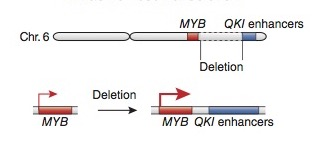 MYB QKI enhancers
Chr. 6
Deletion
Deletion
MYB MYB QKI enhancers